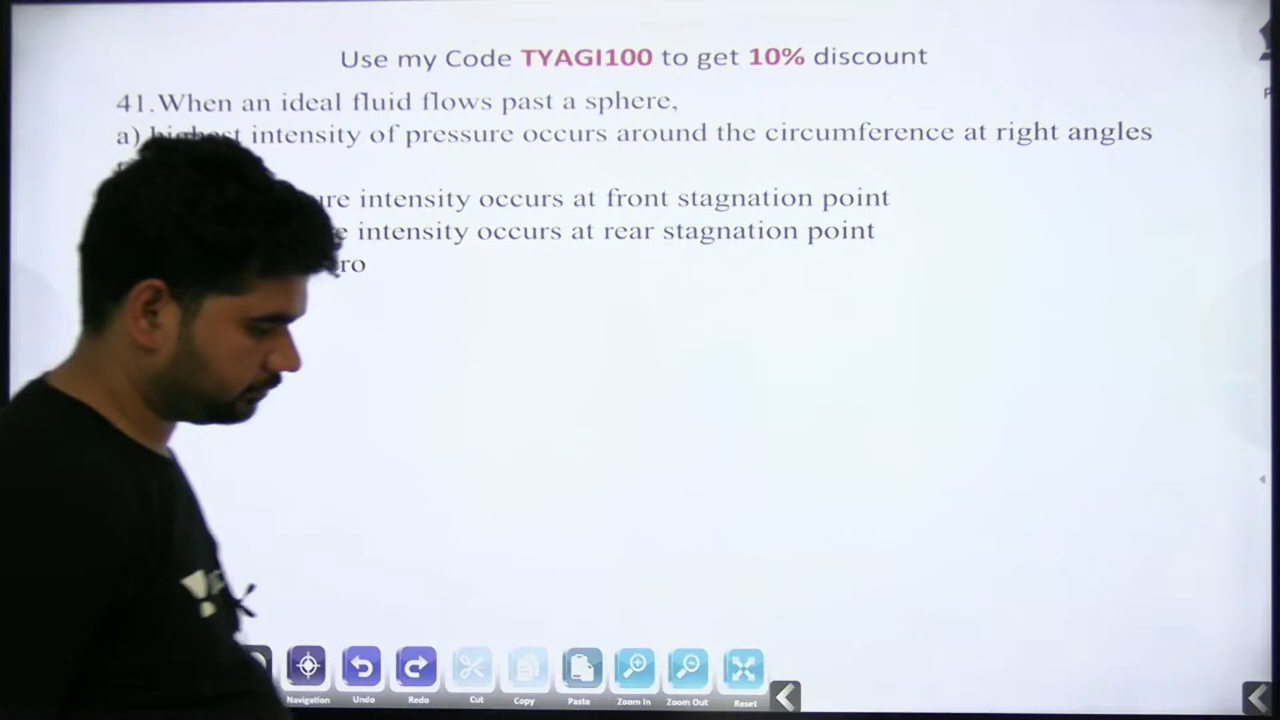 Use my Code TYAGI100 to get 10% discount
41.When an ideal fluid flows past a sphere,
a) highest intensity of pressure occurs around the circumference at right angles
intensity occurs at front stagnation point
intensity occurs at rear stagnation point
Navigation Undo Redo Cut Copy Paste Zoom In Zoom Out Reset